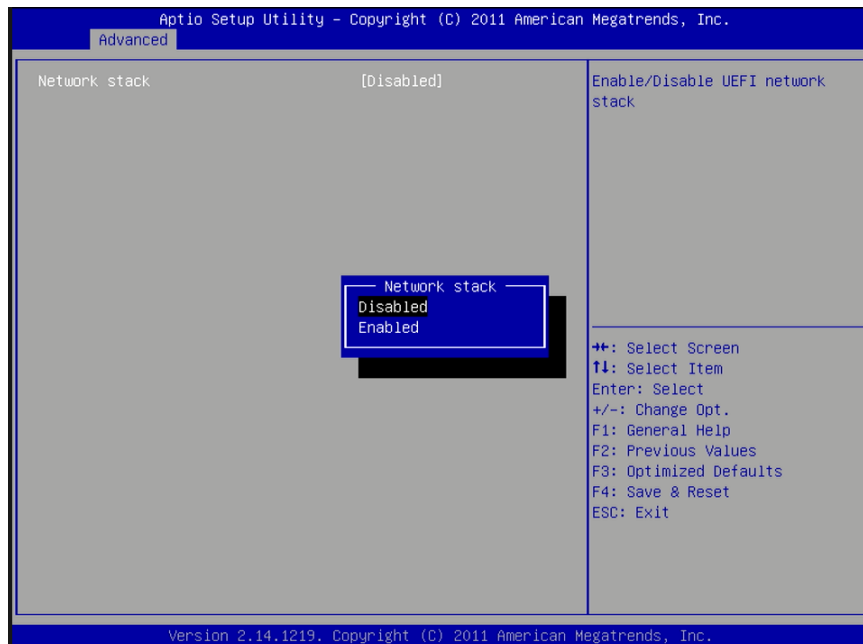 Aptio Setup Utility – Copyright (C) 2011 American Megatrends, Inc.
Advanced
Network stack [Disabled]
Enable/Disable UEFI network
stack
Network stack
Disabled
Enabled
→←: Select Screen
↑↓: Select Item
Enter: Select
+/-: Change Opt.
F1: General Help
F2: Previous Values
F3: Optimized Defaults
F4: Save & Reset
ESC: Exit
Version 2.14.1219. Copyright (C) 2011 American Megatrends, Inc.